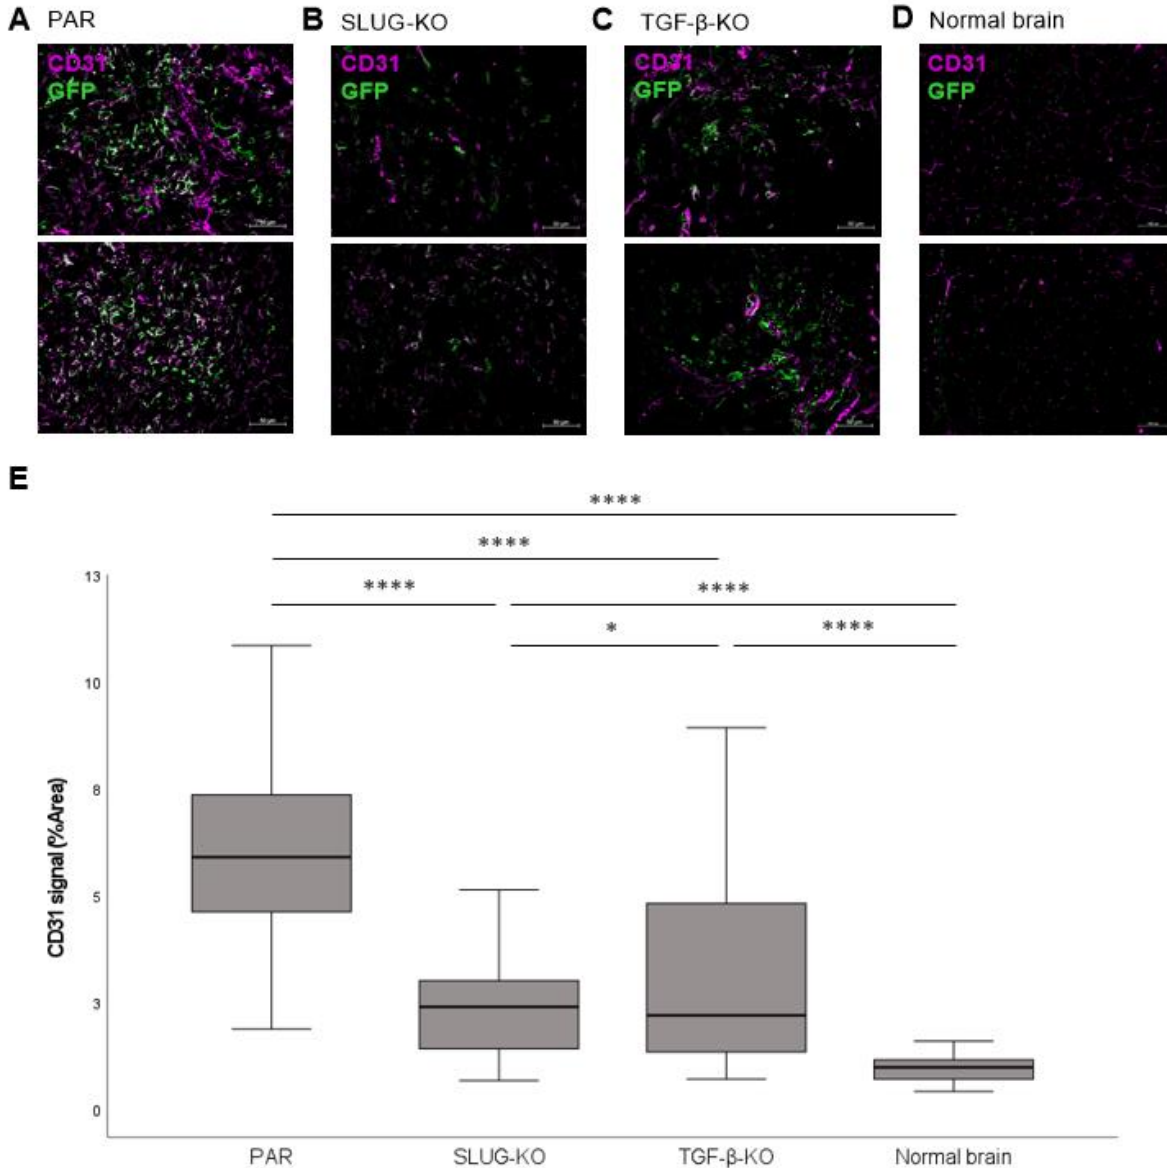 A PAR
B SLUG-KO
C TGF-β-KO
D Normal brain
CD31
GFP
CD31
GFP
CD31
GFP
CD31
GFP
E
****
****
****
****
*
****
13
10
8
5
3
0
CD31 signal (%Area)
PAR
SLUG-KO
TGF-β-KO
Normal brain